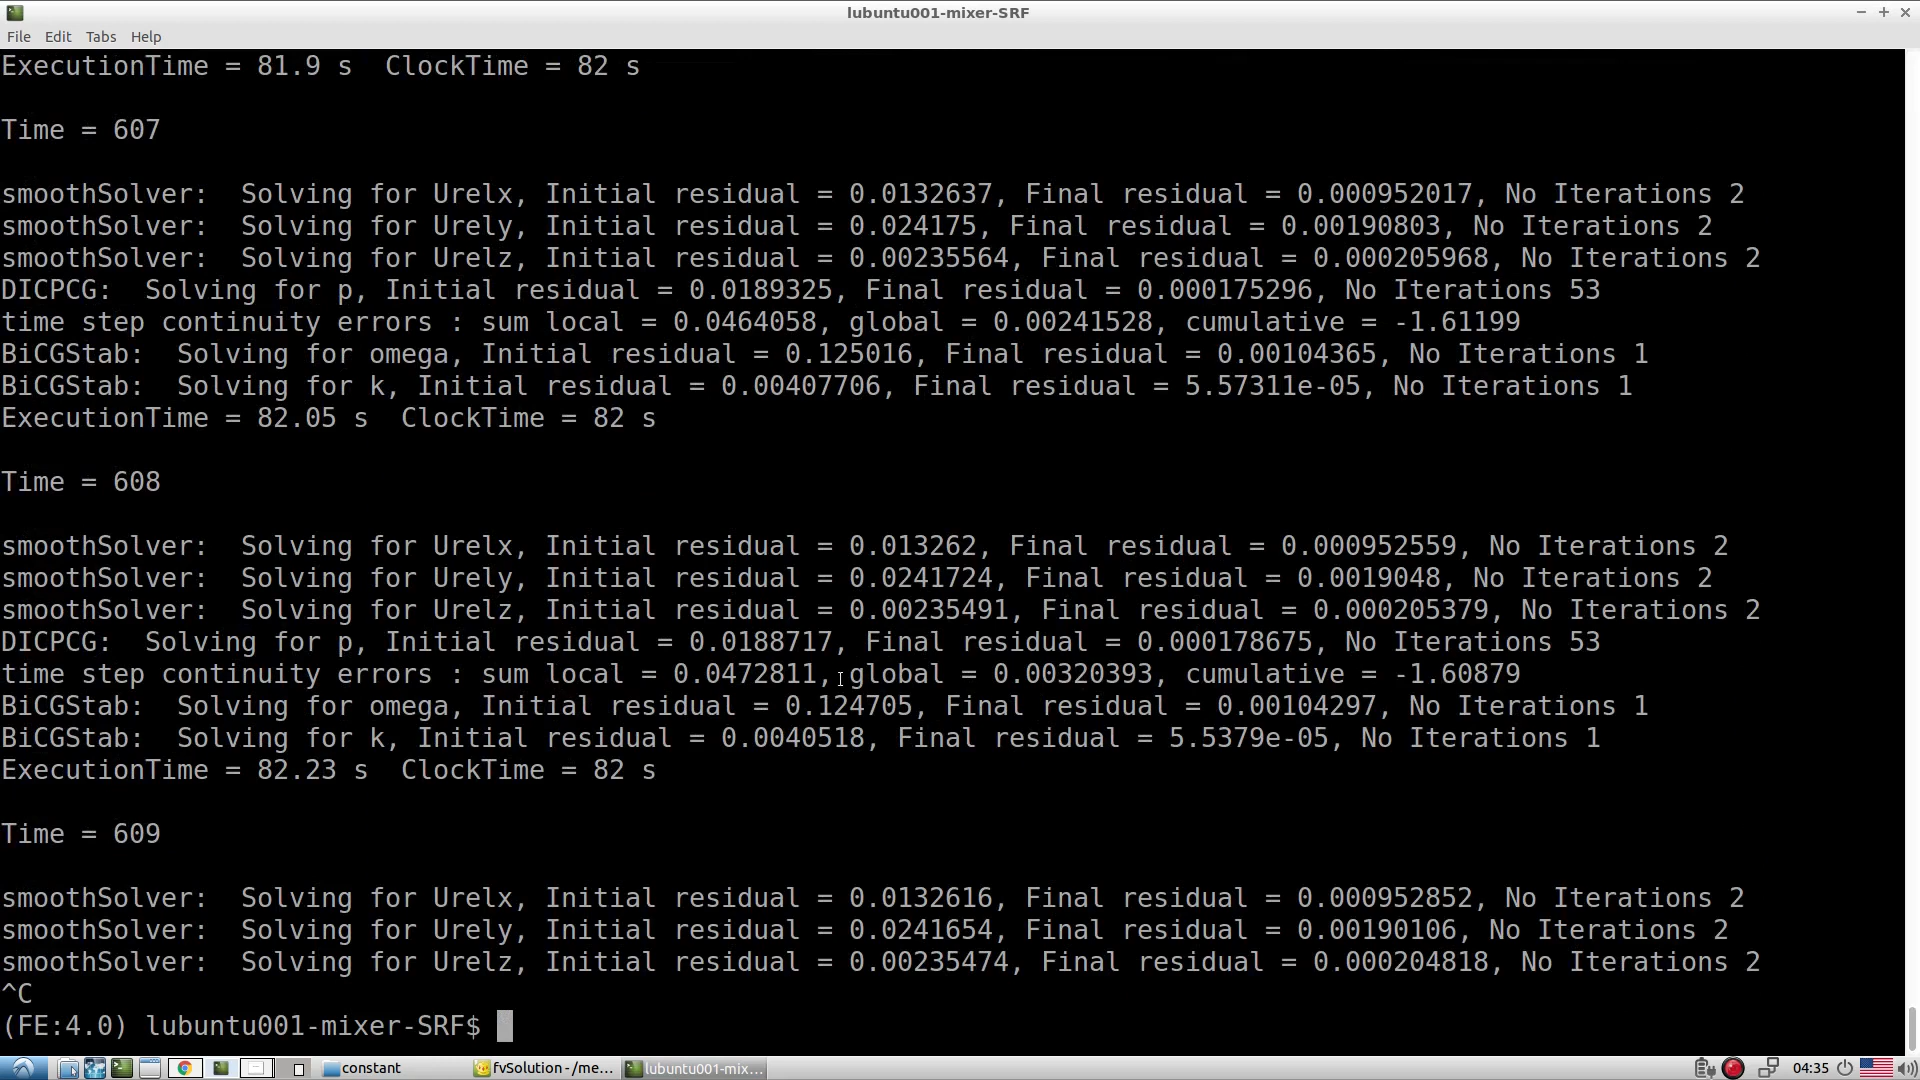 lubuntu001-mixer-SRF
File Edit Tabs Help
ExecutionTime = 81.9 s  ClockTime = 82 s
Time = 607
smoothSolver:  Solving for Urelx, Initial residual = 0.0132637, Final residual = 0.000952017, No Iterations 2
smoothSolver:  Solving for Urely, Initial residual = 0.024175, Final residual = 0.00190803, No Iterations 2
smoothSolver:  Solving for Urelz, Initial residual = 0.00235564, Final residual = 0.000205968, No Iterations 2
DICPCG:  Solving for p, Initial residual = 0.0189325, Final residual = 0.000175296, No Iterations 53
time step continuity errors : sum local = 0.0464058, global = 0.00241528, cumulative = -1.61199
BiCGStab:  Solving for omega, Initial residual = 0.125016, Final residual = 0.00104365, No Iterations 1
BiCGStab:  Solving for k, Initial residual = 0.00407706, Final residual = 5.57311e-05, No Iterations 1
ExecutionTime = 82.05 s  ClockTime = 82 s
Time = 608
smoothSolver:  Solving for Urelx, Initial residual = 0.013262, Final residual = 0.000952559, No Iterations 2
smoothSolver:  Solving for Urely, Initial residual = 0.0241724, Final residual = 0.0019048, No Iterations 2
smoothSolver:  Solving for Urelz, Initial residual = 0.00235491, Final residual = 0.000205379, No Iterations 2
DICPCG:  Solving for p, Initial residual = 0.0188717, Final residual = 0.000178675, No Iterations 53
time step continuity errors : sum local = 0.0472811, global = 0.00320393, cumulative = -1.60879
BiCGStab:  Solving for omega, Initial residual = 0.124705, Final residual = 0.00104297, No Iterations 1
BiCGStab:  Solving for k, Initial residual = 0.0040518, Final residual = 5.5379e-05, No Iterations 1
ExecutionTime = 82.23 s  ClockTime = 82 s
Time = 609
smoothSolver:  Solving for Urelx, Initial residual = 0.0132616, Final residual = 0.000952852, No Iterations 2
smoothSolver:  Solving for Urely, Initial residual = 0.0241654, Final residual = 0.00190106, No Iterations 2
smoothSolver:  Solving for Urelz, Initial residual = 0.00235474, Final residual = 0.000204818, No Iterations 2
^C
(FE:4.0) lubuntu001-mixer-SRF$
constant fvSolution - /me... lubuntu001-mix... 04:35